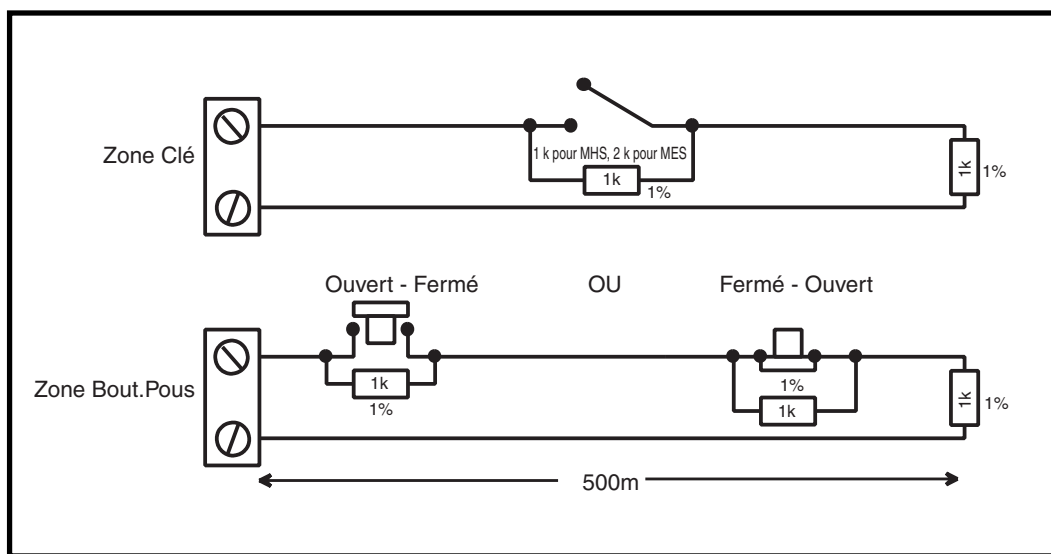 Zone Clé
1 k pour MHS, 2 k pour MES
1k
1%
1k
1%
Ouvert - Fermé
OU
Fermé - Ouvert
Zone Bout.Pous
1k
1%
1%
1k
1k
1%
500m